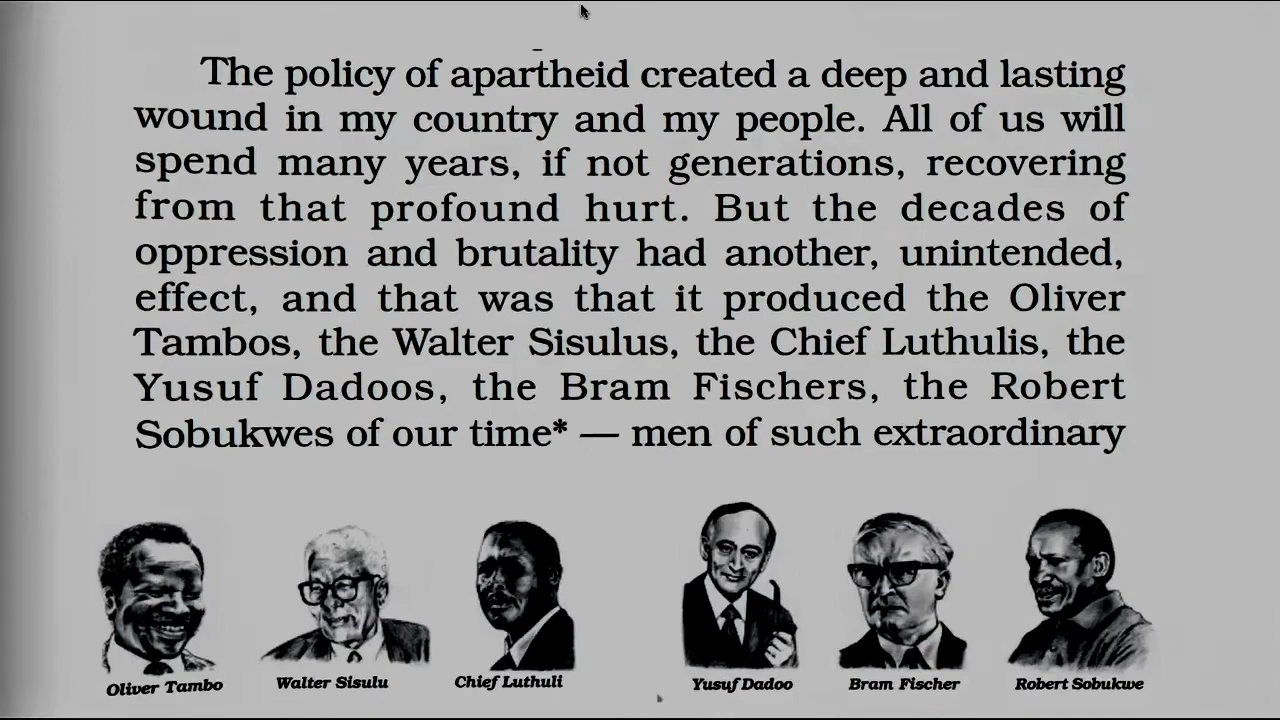 The policy of apartheid created a deep and lasting
wound in my country and my people. All of us will
spend many years, if not generations, recovering
from that profound hurt. But the decades of
oppression and brutality had another, unintended,
effect, and that was that it produced the Oliver
Tambos, the Walter Sisulus, the Chief Luthulis, the
Yusuf Dadoos, the Bram Fischers, the Robert
Sobukwes of our time* — men of such extraordinary
Oliver Tambo
Walter Sisulu
Chief Luthuli
Yusuf Dadoo
Bram Fischer
Robert Sobukwe